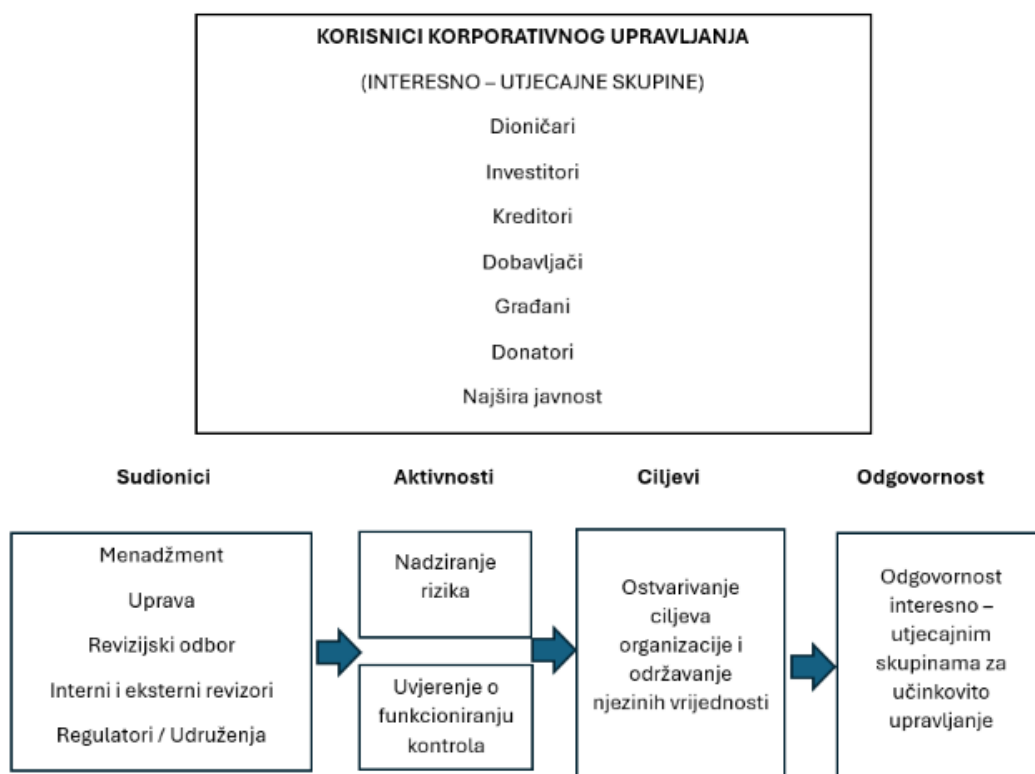 KORISNICI KORPORATIVNOG UPRAVLJANJA
(INTERESNO – UTJECAJNE SKUPINE)
Dioničari
Investitori
Kreditori
Dobavljači
Građani
Donatori
Najšira javnost
Sudionici
Aktivnosti
Ciljevi
Odgovornost
Menadžment
Uprava
Revizijski odbor
Interni i eksterni revizori
Regulatori / Udruženja
Nadziranje
rizika
Uvjerenje o
funkcioniranju
kontrola
Ostvarivanje
ciljeva
organizacije i
održavanje
njezinih vrijednosti
Odgovornost
interesno –
utjecajnim
skupinama za
učinkovito
upravljanje